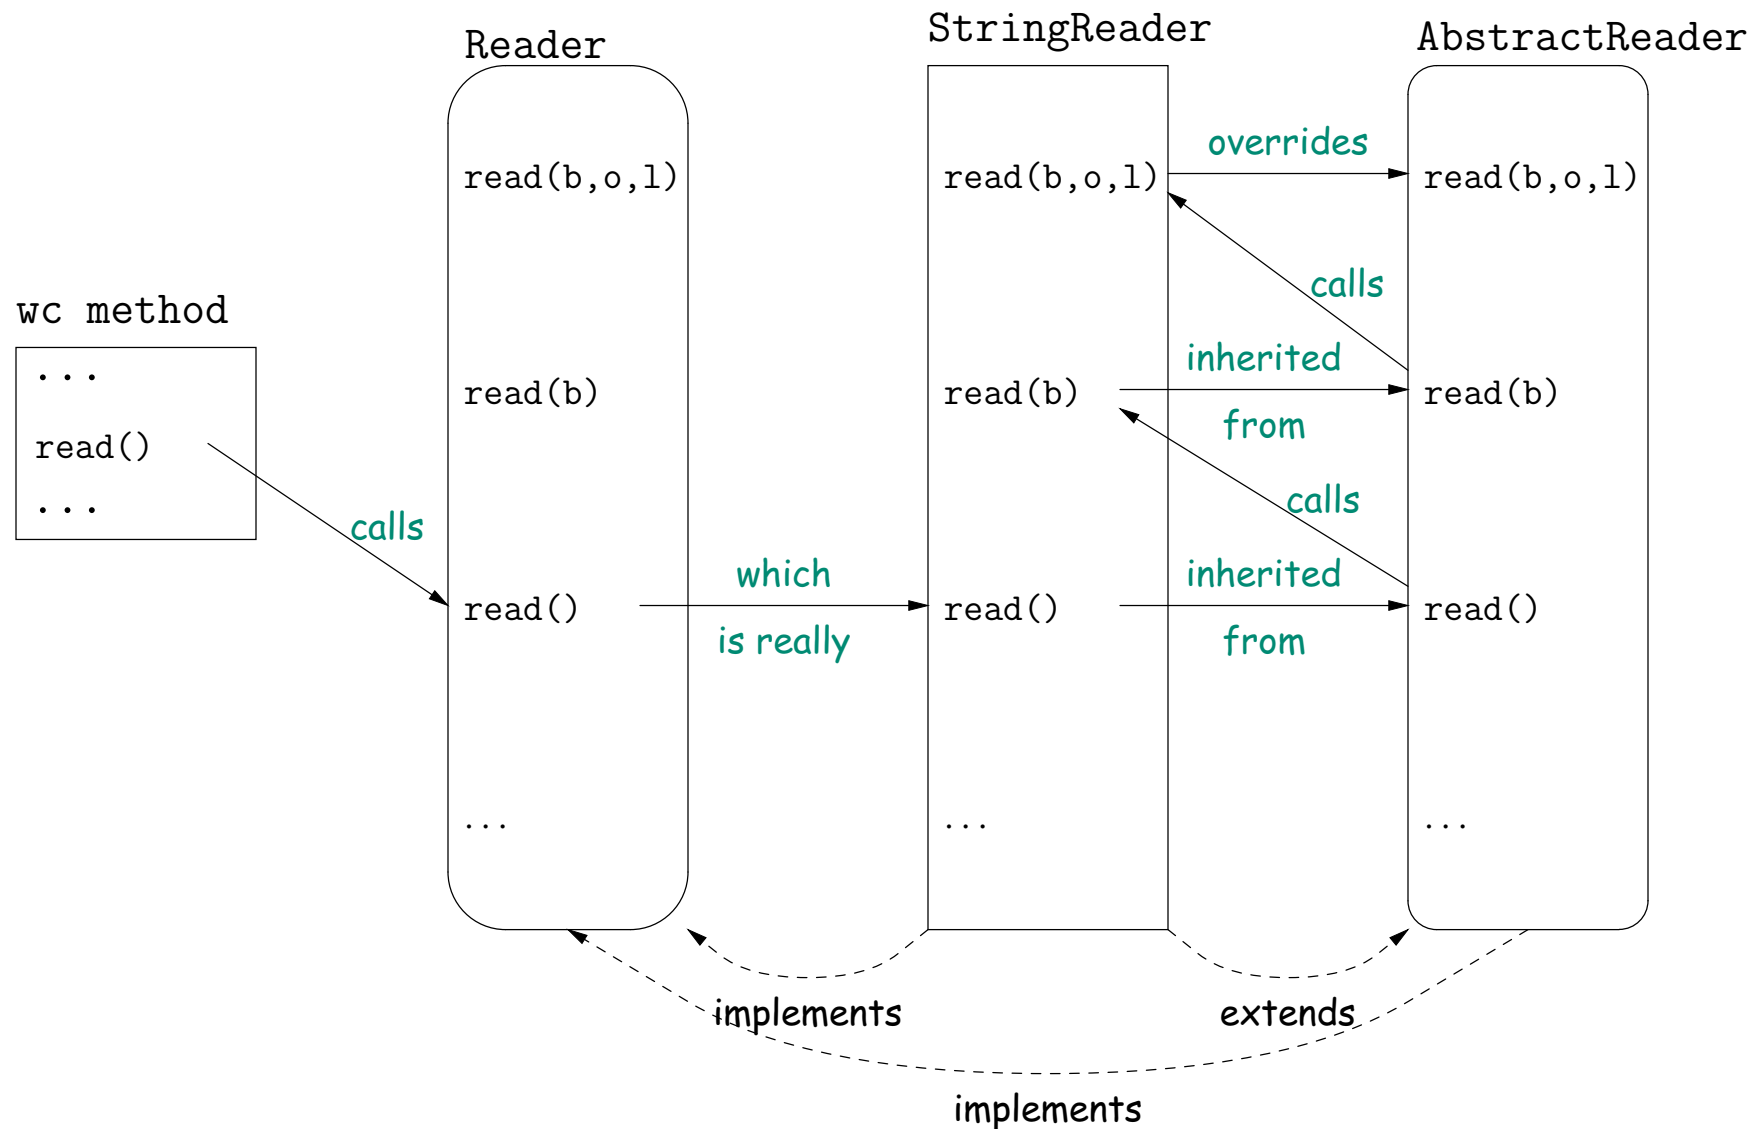 Reader
StringReader
AbstractReader
overrides
read(b,o,l)
read(b,o,l)
read(b,o,l)
calls
wc method
inherited
...
read(b)
read(b)
read(b)
from
read()
calls
...
calls
which
inherited
read()
read()
read()
is really
from
...
...
...
implements
extends
implements